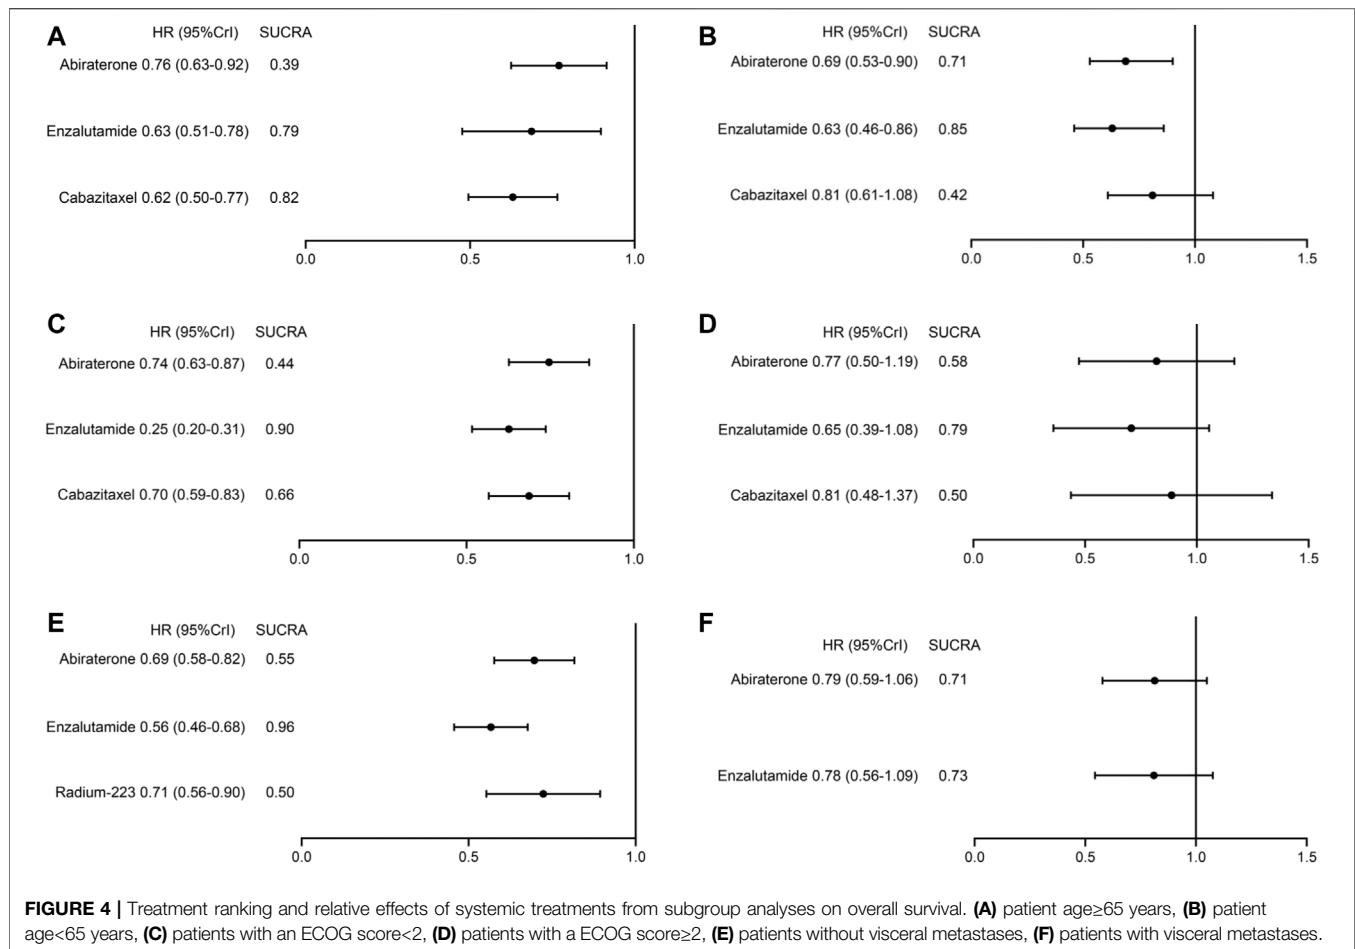 A
HR (95%CrI) SUCRA
Abiraterone 0.76 (0.63-0.92) 0.39
Enzalutamide 0.63 (0.51-0.78) 0.79
Cabazitaxel 0.62 (0.50-0.77) 0.82
0.0 0.5 1.0
B
HR (95%CrI) SUCRA
Abiraterone 0.69 (0.53-0.90) 0.71
Enzalutamide 0.63 (0.46-0.86) 0.85
Cabazitaxel 0.81 (0.61-1.08) 0.42
0.0 0.5 1.0 1.5
C
HR (95%CrI) SUCRA
Abiraterone 0.74 (0.63-0.87) 0.44
Enzalutamide 0.25 (0.20-0.31) 0.90
Cabazitaxel 0.70 (0.59-0.83) 0.66
0.0 0.5 1.0
D
HR (95%CrI) SUCRA
Abiraterone 0.77 (0.50-1.19) 0.58
Enzalutamide 0.65 (0.39-1.08) 0.79
Cabazitaxel 0.81 (0.48-1.37) 0.50
0.0 0.5 1.0 1.5
E
HR (95%CrI) SUCRA
Abiraterone 0.69 (0.58-0.82) 0.55
Enzalutamide 0.56 (0.46-0.68) 0.96
Radium-223 0.71 (0.56-0.90) 0.50
0.0 0.5 1.0
F
HR (95%CrI) SUCRA
Abiraterone 0.79 (0.59-1.06) 0.71
Enzalutamide 0.78 (0.56-1.09) 0.73
0.0 0.5 1.0 1.5
FIGURE 4 | Treatment ranking and relative effects of systemic treatments from subgroup analyses on overall survival. (A) patient age≥65 years, (B) patient
age<65 years, (C) patients with an ECOG score<2, (D) patients with a ECOG score≥2, (E) patients without visceral metastases, (F) patients with visceral metastases.